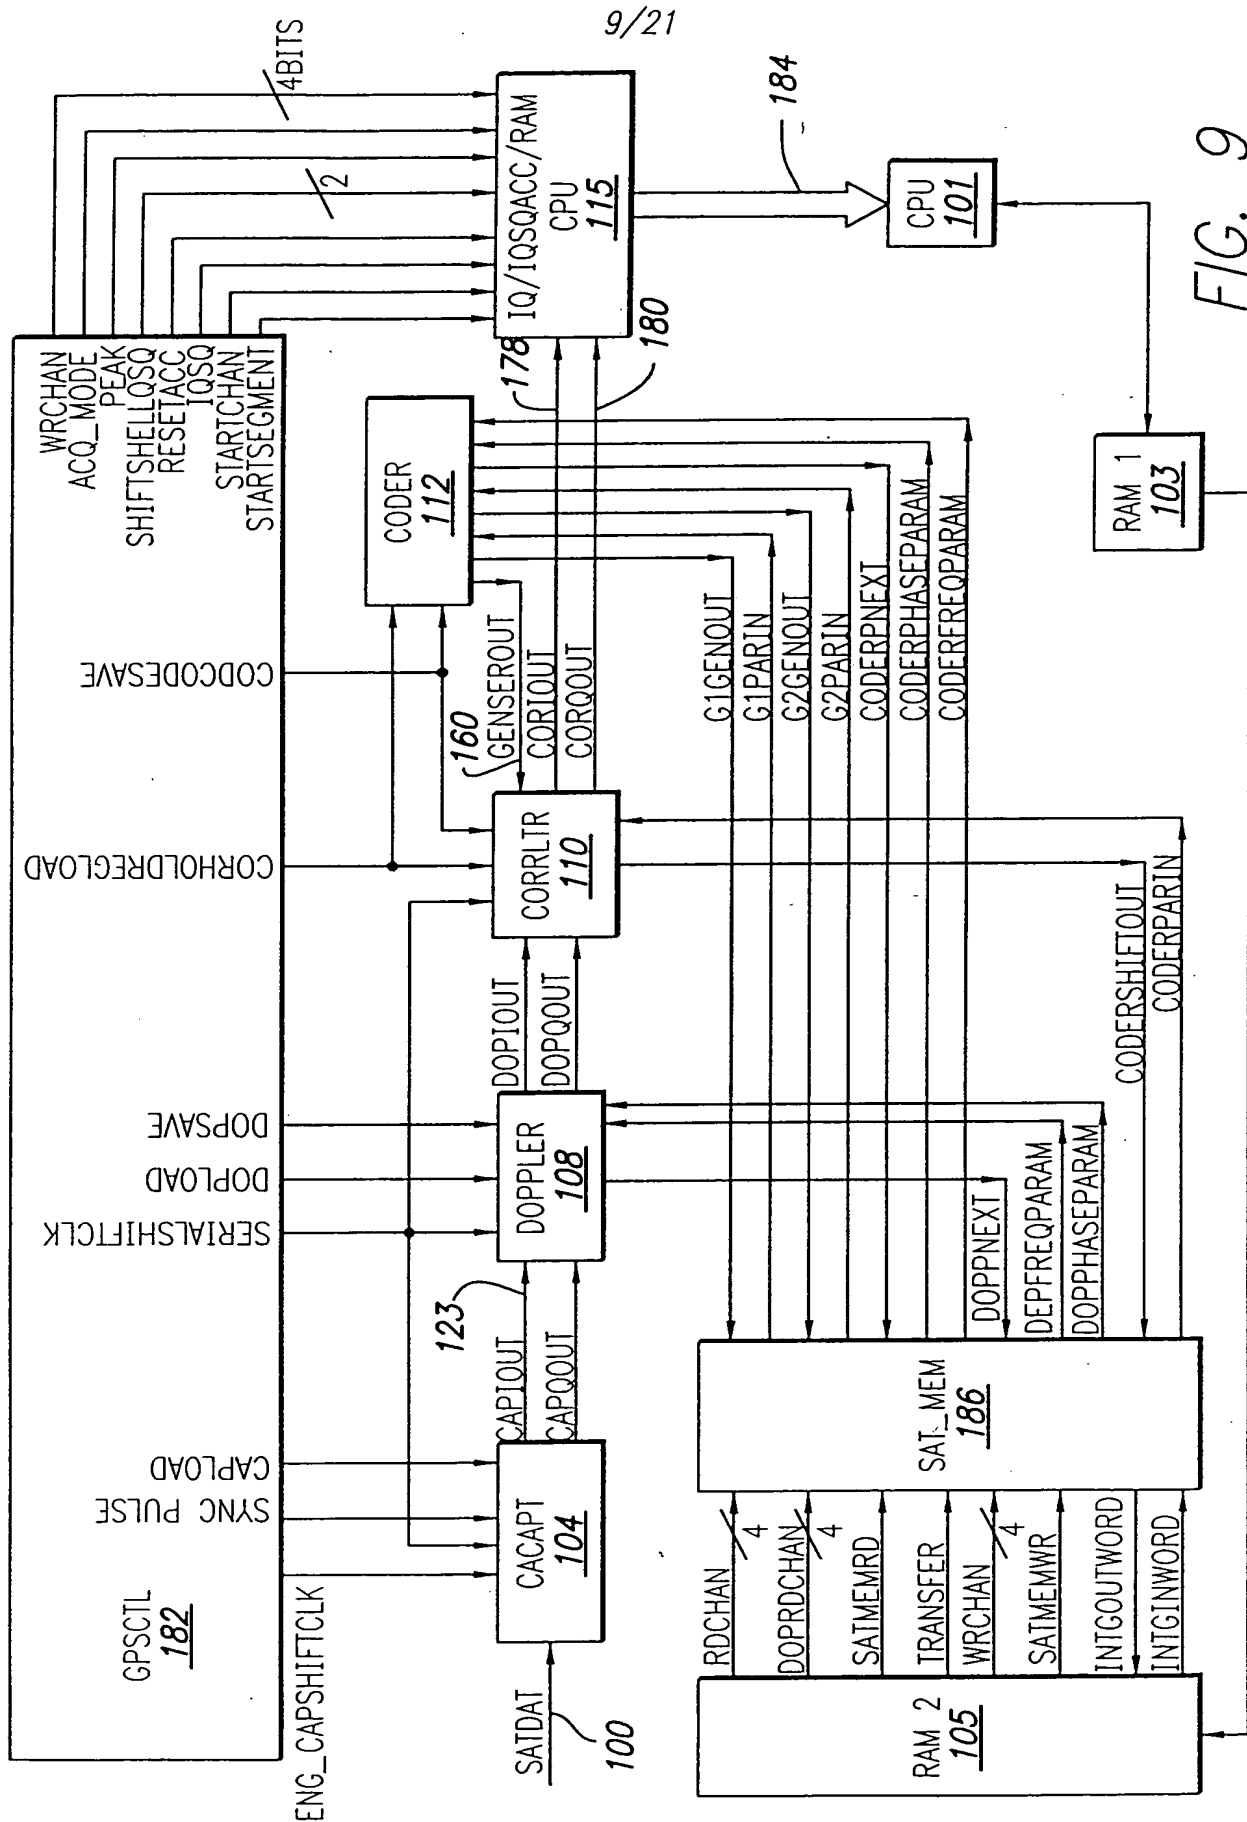 9/21
GPSCTL
182
WRCHAN
ACQ_MODE
PEAK
SHIFTSHELLQSQ
RESETACC
IQSQ
STARTCHAN
STARTSEGMENT
4BITS
2
ENG_CAPSHIFTCLK
SYNC PULSE
CAPLOAD
SERIALSHIFTCLK
DOPLOAD
DOPSAVE
CORHOLDREGLOAD
CODCODESAVE
SATDAT
100
CACAPT
104
CAPIOUT
CAPQOUT
123
DOPPLER
108
DOPIOUT
DOPQOUT
CORRLTR
110
160
GENSEROUT
CORIOUT
CORQOUT
CODER
112
178
180
IQ/IQSQACC/RAM
CPU
115
184
CPU
101
RAM 1
103
G1GENOUT
G1PARIN
G2GENOUT
G2PARIN
CODERPNEXT
CODERPHASEPARAM
CODERFREQPARAM
DOPPNEXT
DEPFREQPARAM
DOPPHASEPARAM
CODERSHIFTOUT
CODERPARIN
SAT_MEM
186
RDCHAN
4
DOPRDCHAN
4
SATMEMRD
TRANSFER
WRCHAN
4
SATMEMWR
INTGOUTWORD
INTGINWORD
RAM 2
105
FIG. 9